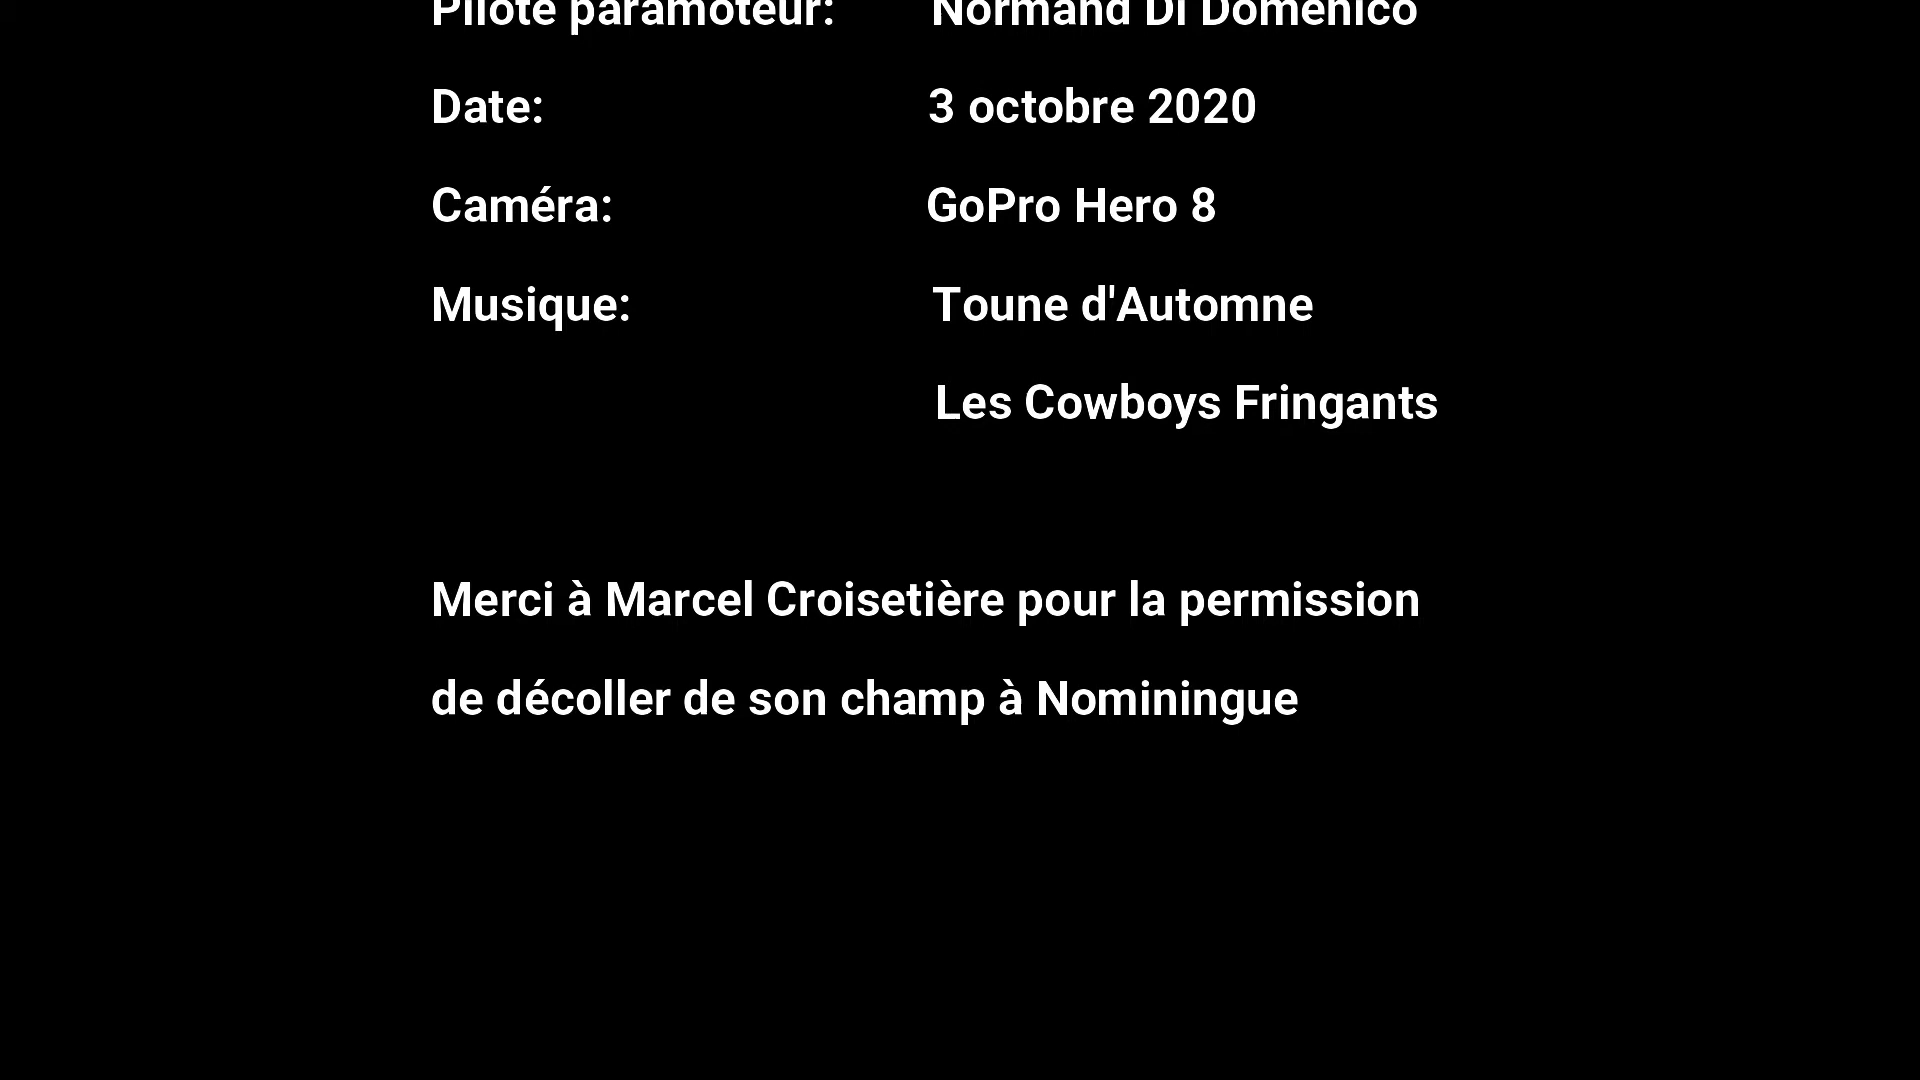 Pilote paramoteur: Normand Di Domenico
Date: 3 octobre 2020
Caméra: GoPro Hero 8
Musique: Toune d'Automne
Les Cowboys Fringants
Merci à Marcel Croisetière pour la permission
de décoller de son champ à Nominingue